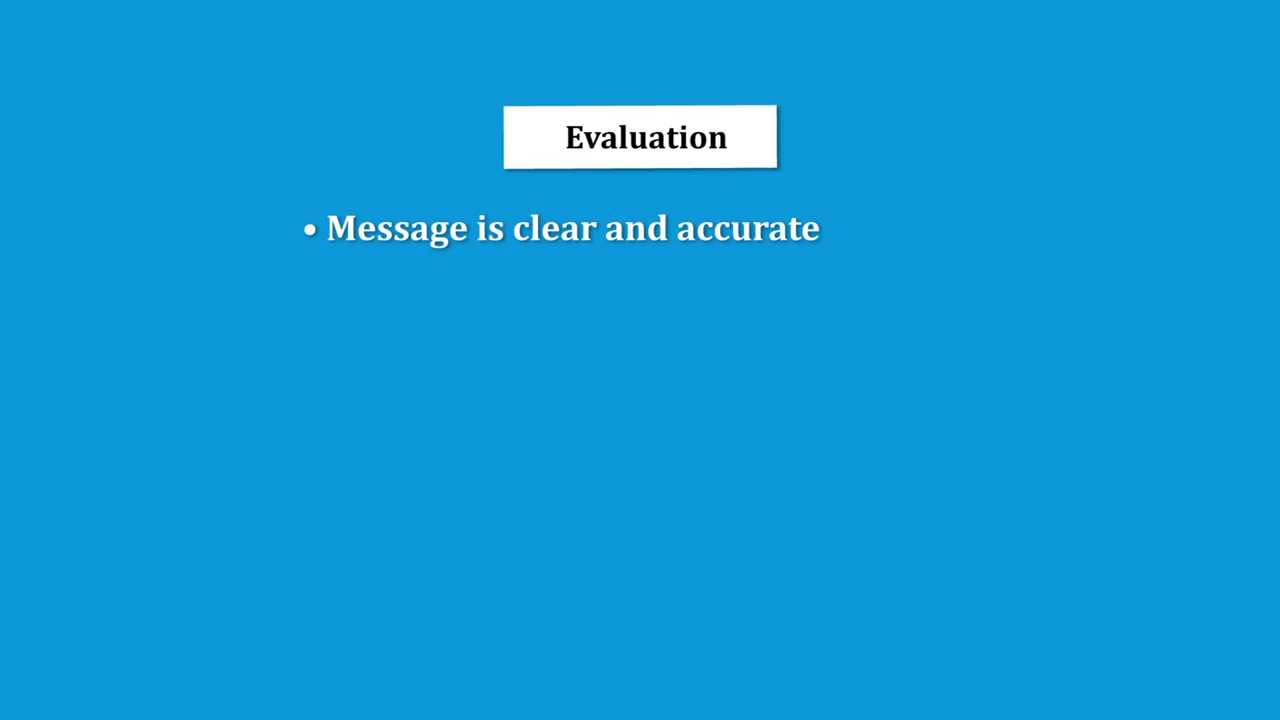 Evaluation
• Message is clear and accurate